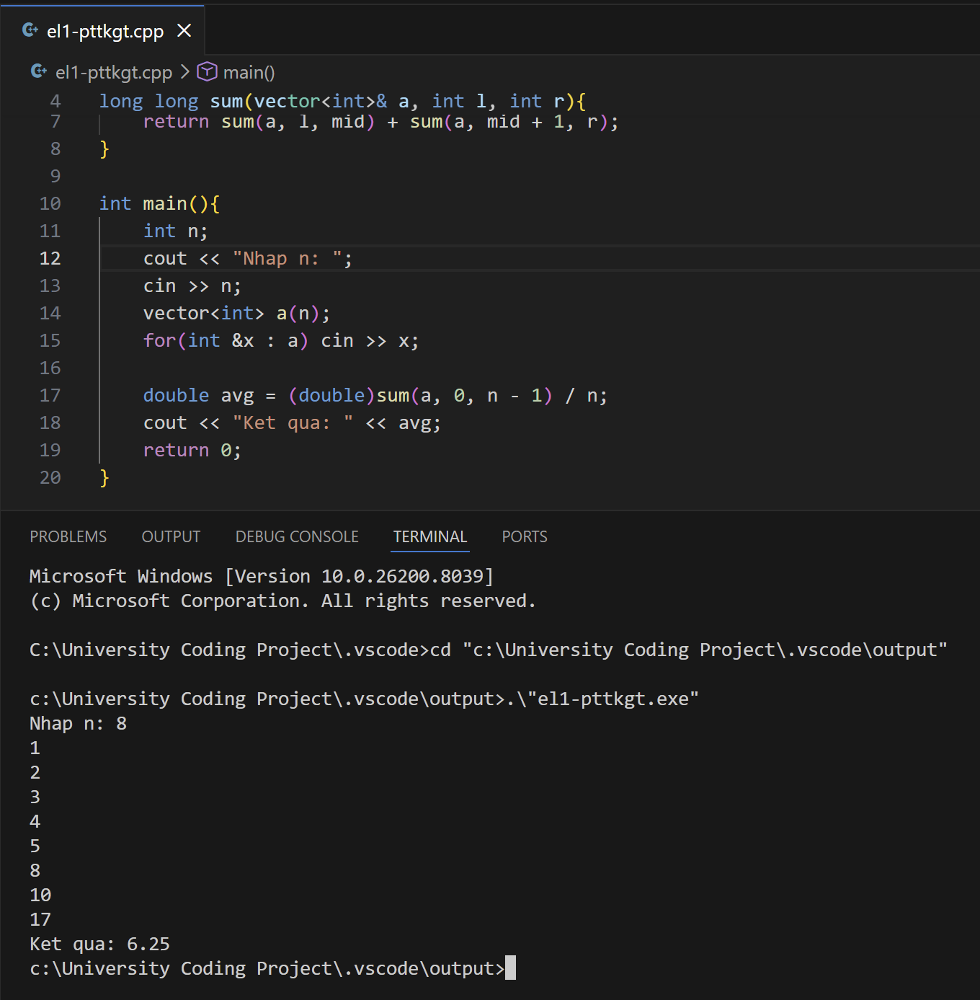 el1-pttkgt.cpp
el1-pttkgt.cpp > main()
4 long long sum(vector<int>& a, int l, int r){
7 return sum(a, l, mid) + sum(a, mid + 1, r);
8 }
9
10 int main(){
11 int n;
12 cout << "Nhap n: ";
13 cin >> n;
14 vector<int> a(n);
15 for(int &x : a) cin >> x;
16
17 double avg = (double)sum(a, 0, n - 1) / n;
18 cout << "Ket qua: " << avg;
19 return 0;
20 }
PROBLEMS OUTPUT DEBUG CONSOLE TERMINAL PORTS
Microsoft Windows [Version 10.0.26200.8039]
(c) Microsoft Corporation. All rights reserved.
C:\University Coding Project\.vscode>cd "c:\University Coding Project\.vscode\output"
c:\University Coding Project\.vscode\output>.\"el1-pttkgt.exe"
Nhap n: 8
1
2
3
4
5
8
10
17
Ket qua: 6.25
c:\University Coding Project\.vscode\output>